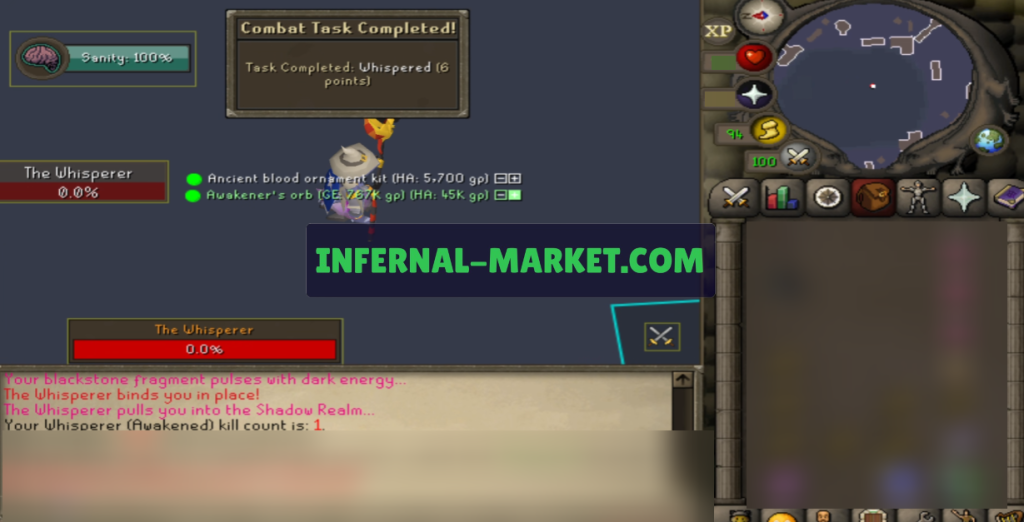 Combat Task Completed!
Sanity: 100%
Task Completed: Whispered (6
points)
XP
94
100
The Whisperer
0.0%
Ancient blood ornament kit (HA: 5,700 gp)
Awakener's orb (GE: 767K gp) (HA: 45K gp)
INFERNAL-MARKET.COM
The Whisperer
0.0%
Your blackstone fragment pulses with dark energy...
The Whisperer binds you in place!
The Whisperer pulls you into the Shadow Realm...
Your Whisperer (Awakened) kill count is: 1.